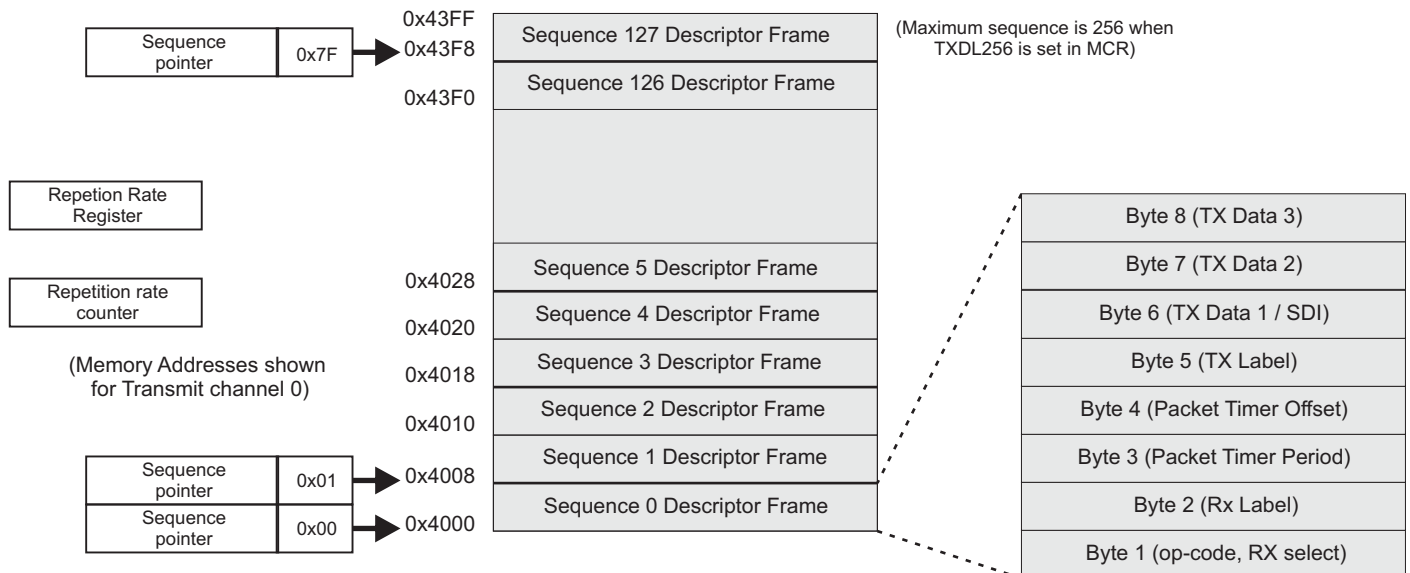 0x43FF
Sequence
pointer
0x7F
0x43F8
Sequence 127 Descriptor Frame
(Maximum sequence is 256 when
TXDL256 is set in MCR)
Sequence 126 Descriptor Frame
0x43F0
Repetion Rate
Register
Repetition rate
counter
(Memory Addresses shown
for Transmit channel 0)
Sequence 5 Descriptor Frame
0x4028
Sequence 4 Descriptor Frame
0x4020
Sequence 3 Descriptor Frame
0x4018
Sequence 2 Descriptor Frame
0x4010
Sequence 1 Descriptor Frame
Sequence
pointer
0x01
0x4008
Sequence 0 Descriptor Frame
Sequence
pointer
0x00
0x4000
Byte 8 (TX Data 3)
Byte 7 (TX Data 2)
Byte 6 (TX Data 1 / SDI)
Byte 5 (TX Label)
Byte 4 (Packet Timer Offset)
Byte 3 (Packet Timer Period)
Byte 2 (Rx Label)
Byte 1 (op-code, RX select)